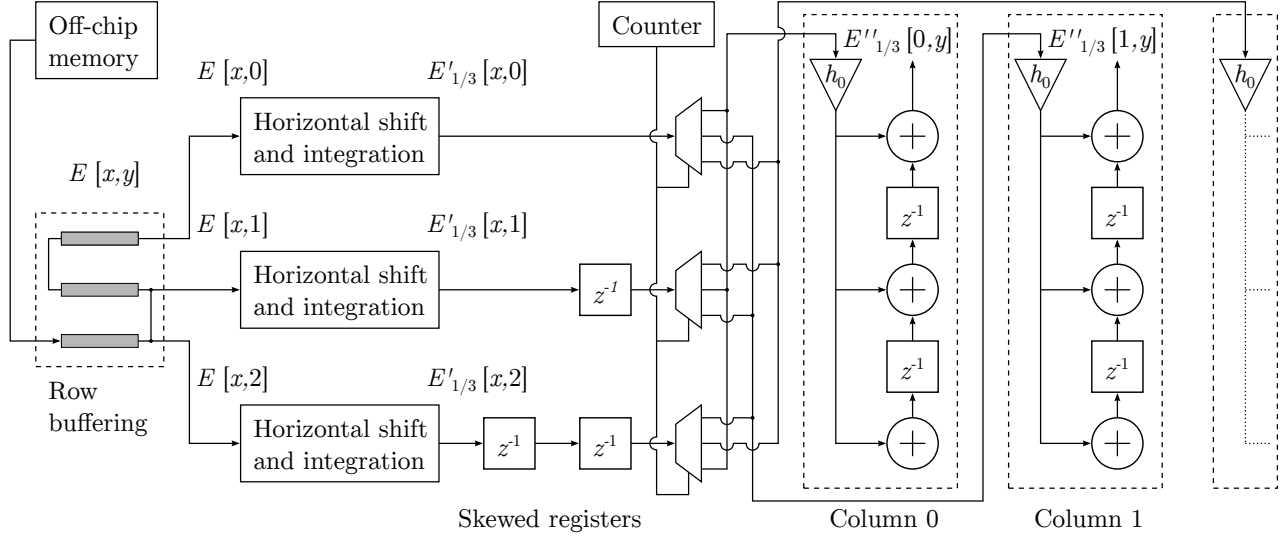 Off-chip
memory
Counter
E''1/3 [0,y]
E''1/3 [1,y]
E [x,0]
E'1/3 [x,0]
h0
h0
h0
Horizontal shift
and integration
+
+
E [x,y]
z-1
z-1
E [x,1]
E'1/3 [x,1]
Horizontal shift
and integration
z-1
+
+
z-1
z-1
Row
buffering
E [x,2]
E'1/3 [x,2]
Horizontal shift
and integration
z-1
z-1
+
+
Skewed registers
Column 0
Column 1